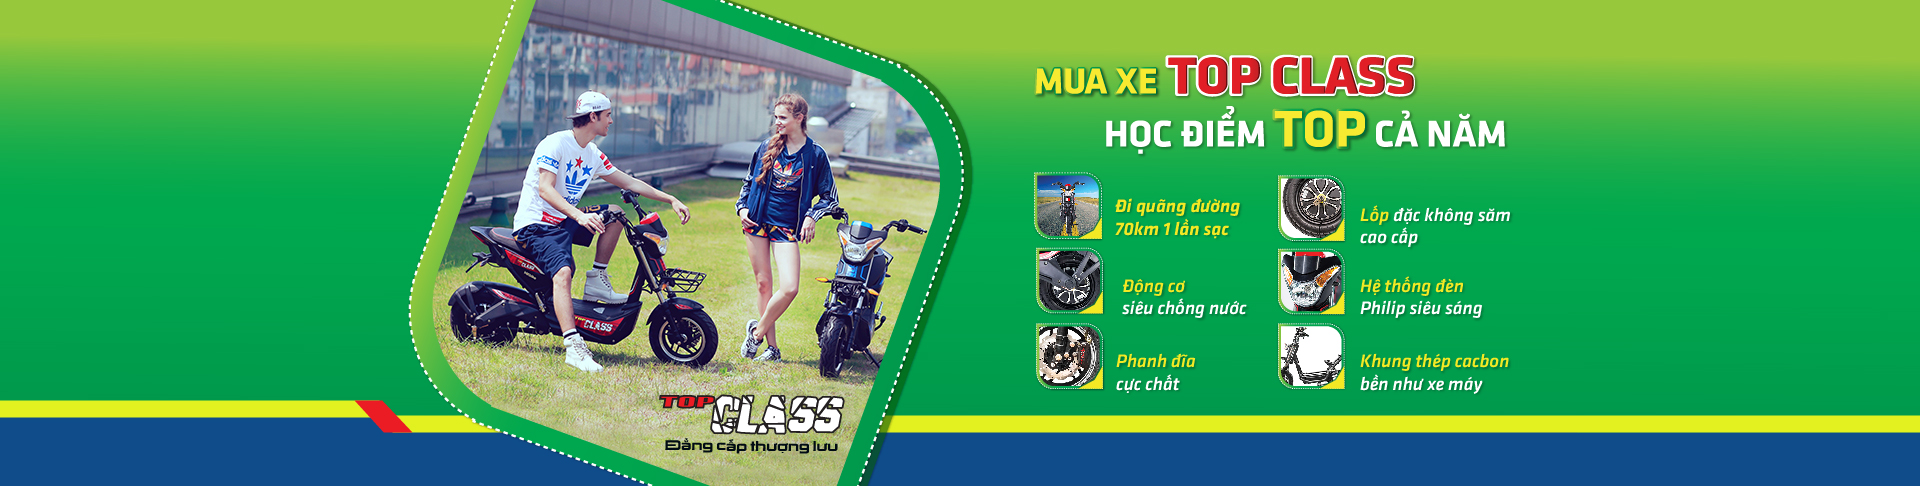 MUA XE TOP CLASS
HỌC ĐIỂM TOP CẢ NĂM
Đi quãng đường
70km 1 lần sạc
Lốp đặc không săm
cao cấp
Động cơ
siêu chống nước
Hệ thống đèn
Philip siêu sáng
Phanh đĩa
cực chất
Khung thép cacbon
bền như xe máy
TOP CLASS
Đẳng cấp thượng lưu
CLASS
adidas